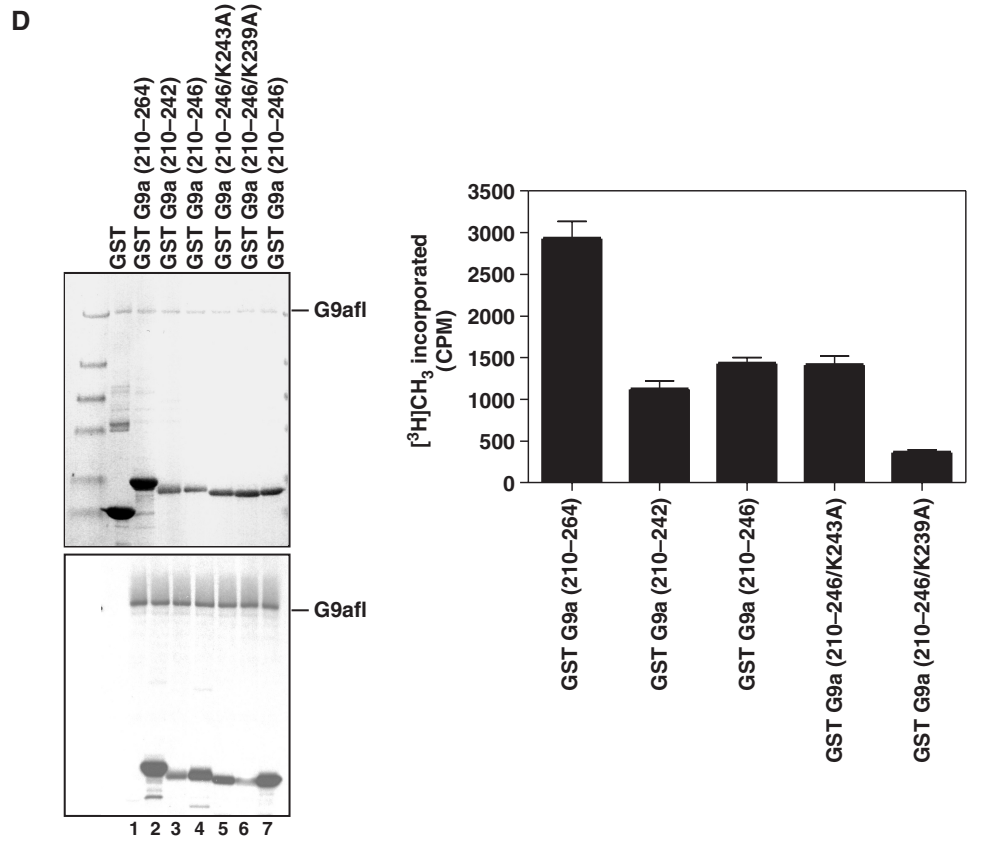 D
GST
GST G9a (210–264)
GST G9a (210–242)
GST G9a (210–246)
GST G9a (210–246/K243A)
GST G9a (210–246/K239A)
GST G9a (210–246)
G9afl
G9afl
1 2 3 4 5 6 7
[³H]CH₃ incorporated
(CPM)
3500
3000
2500
2000
1500
1000
500
0
GST G9a (210–264)
GST G9a (210–242)
GST G9a (210–246)
GST G9a (210–246/K243A)
GST G9a (210–246/K239A)